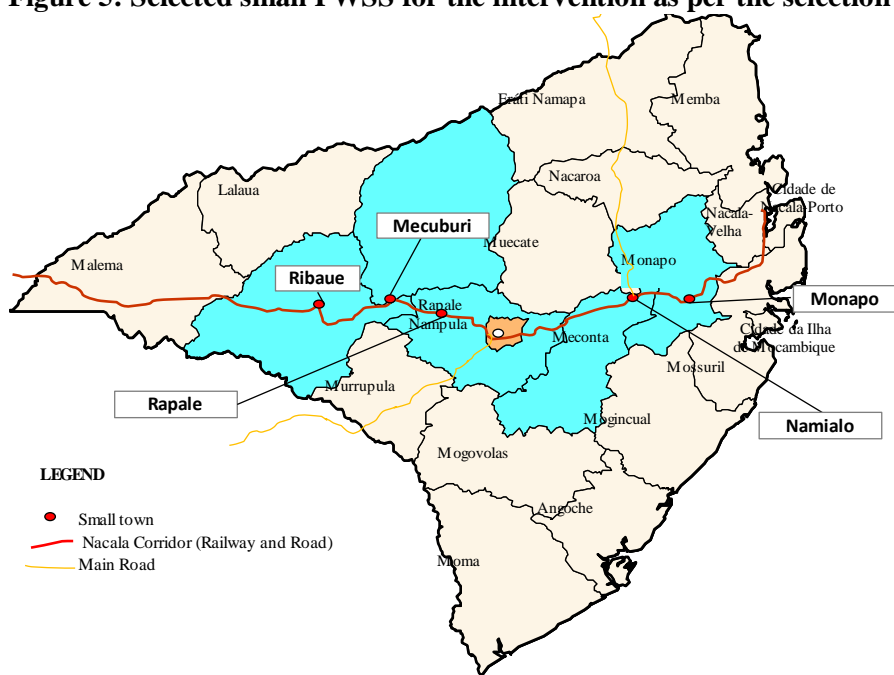 Figure 5: Selected small PWSS for the intervention as per the selection
Eráti Namapa
Memba
Nacaroa
Lalaua
Cidade de
Nacala-Porto
Nacala-
Velha
Mecuburi
Muecate
Malema
Monapo
Ribaue
Monapo
Rapale
Nampula
Meconta
Cidade da Ilha
de Moçambique
Mossuril
Murrupula
Rapale
Mogincual
Namialo
Mogovolas
LEGEND
Angoche
Small town
Nacala Corridor (Railway and Road)
Moma
Main Road